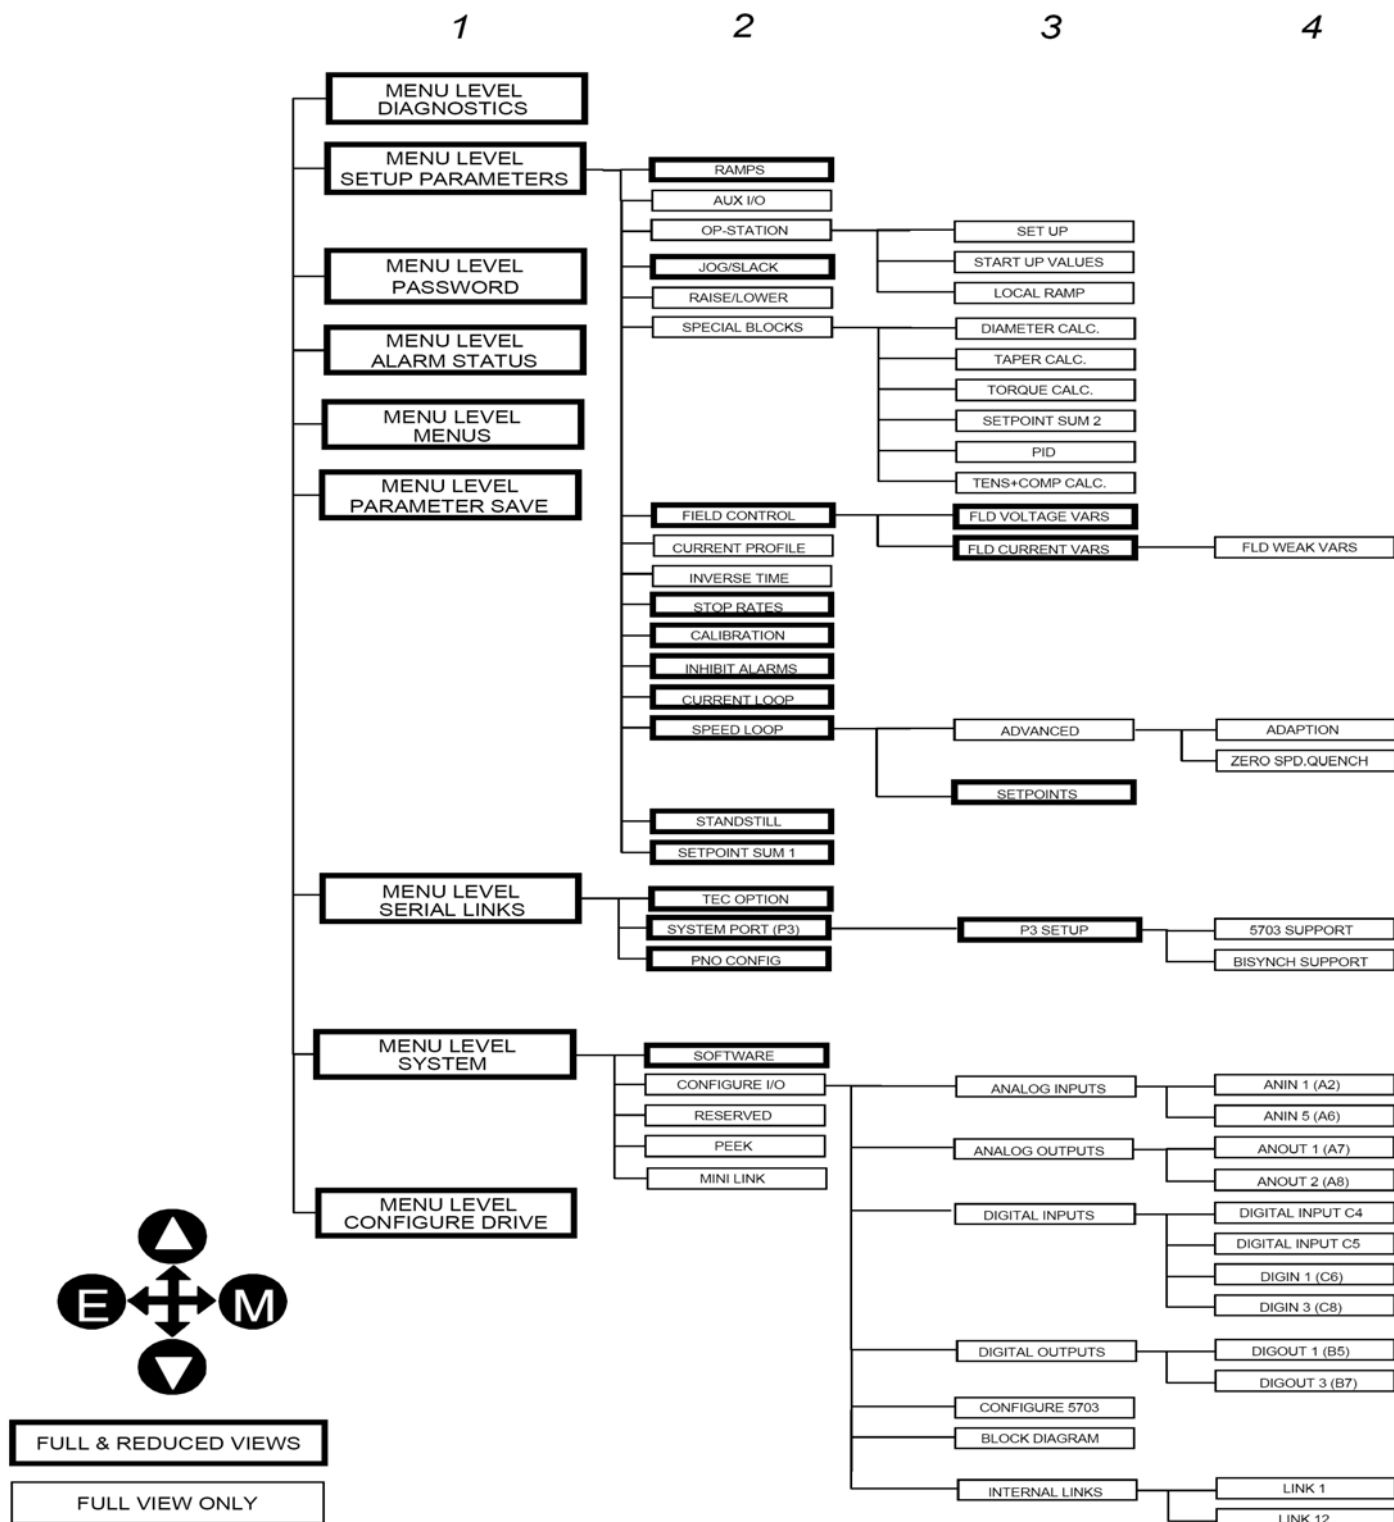 1 2 3 4
MENU LEVEL
DIAGNOSTICS
MENU LEVEL
SETUP PARAMETERS
RAMPS
AUX I/O
OP-STATION
SET UP
START UP VALUES
LOCAL RAMP
JOG/SLACK
RAISE/LOWER
SPECIAL BLOCKS
DIAMETER CALC.
TAPER CALC.
TORQUE CALC.
SETPOINT SUM 2
PID
TENS+COMP CALC.
FIELD CONTROL
FLD VOLTAGE VARS
FLD CURRENT VARS
FLD WEAK VARS
CURRENT PROFILE
INVERSE TIME
STOP RATES
CALIBRATION
INHIBIT ALARMS
CURRENT LOOP
SPEED LOOP
ADVANCED
ADAPTION
ZERO SPD.QUENCH
SETPOINTS
STANDSTILL
SETPOINT SUM 1
MENU LEVEL
PASSWORD
MENU LEVEL
ALARM STATUS
MENU LEVEL
MENUS
MENU LEVEL
PARAMETER SAVE
MENU LEVEL
SERIAL LINKS
TEC OPTION
SYSTEM PORT (P3)
P3 SETUP
5703 SUPPORT
BISYNCH SUPPORT
PNO CONFIG
MENU LEVEL
SYSTEM
SOFTWARE
CONFIGURE I/O
ANALOG INPUTS
ANIN 1 (A2)
ANIN 5 (A6)
ANALOG OUTPUTS
ANOUT 1 (A7)
ANOUT 2 (A8)
DIGITAL INPUTS
DIGITAL INPUT C4
DIGITAL INPUT C5
DIGIN 1 (C6)
DIGIN 3 (C8)
DIGITAL OUTPUTS
DIGOUT 1 (B5)
DIGOUT 3 (B7)
CONFIGURE 5703
BLOCK DIAGRAM
INTERNAL LINKS
LINK 1
LINK 12
RESERVED
PEEK
MINI LINK
MENU LEVEL
CONFIGURE DRIVE
E M
FULL & REDUCED VIEWS
FULL VIEW ONLY